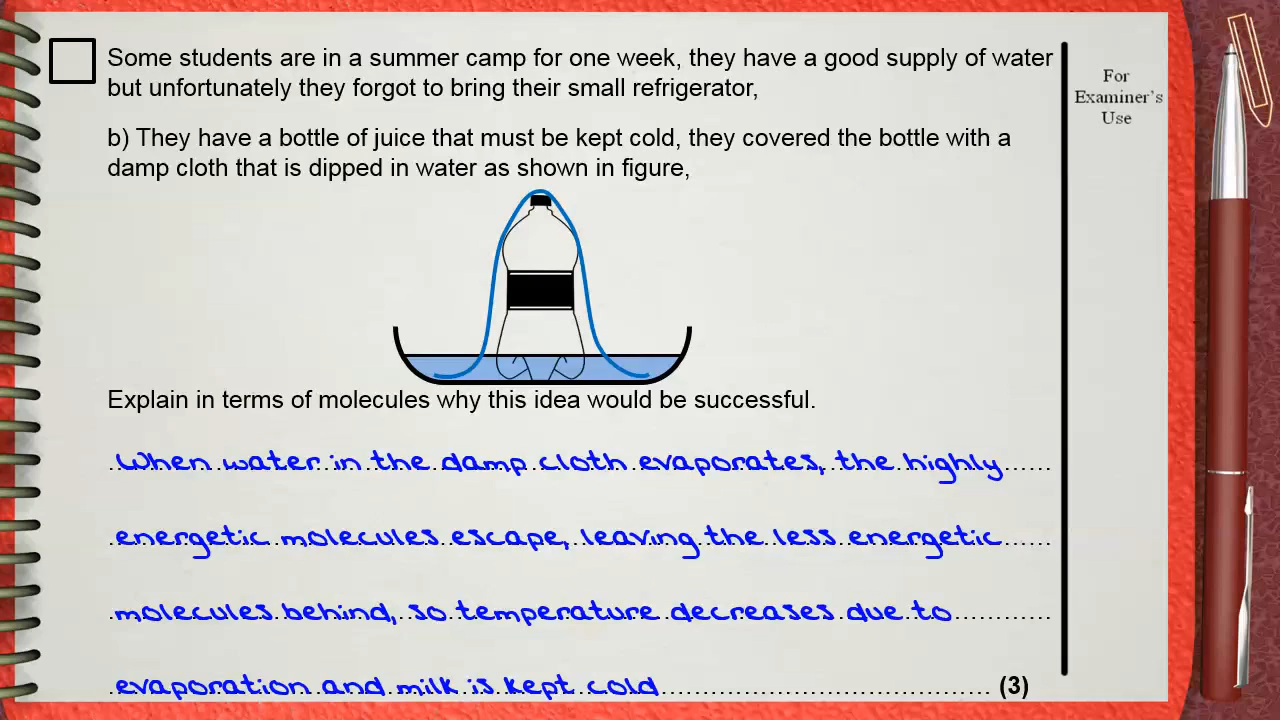 Some students are in a summer camp for one week, they have a good supply of water
but unfortunately they forgot to bring their small refrigerator,
For
Examiner's
Use
b) They have a bottle of juice that must be kept cold, they covered the bottle with a
damp cloth that is dipped in water as shown in figure,
Explain in terms of molecules why this idea would be successful.
When water in the damp cloth evaporates, the highly
energetic molecules escape, leaving the less energetic
molecules behind, so temperature decreases due to
evaporation and milk is kept cold
(3)